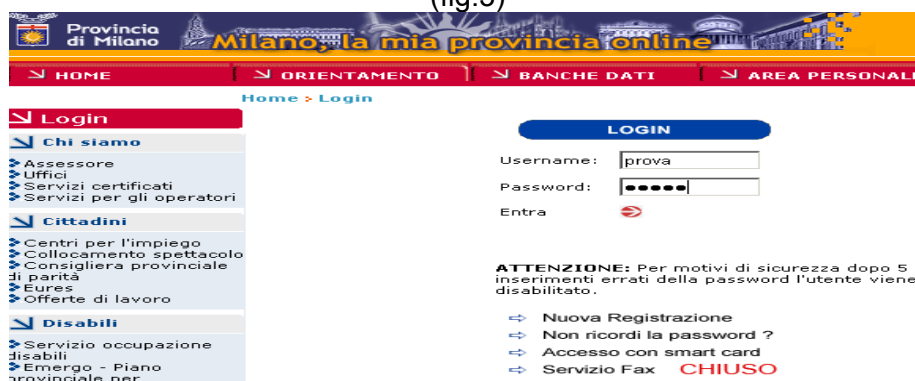 (fig.3)
Provincia
di Milano
Milano, la mia provincia online
HOME ORIENTAMENTO BANCHE DATI AREA PERSONAL
Home > Login
Login
Chi siamo
Assessore
Uffici
Servizi certificati
Servizi per gli operatori
Cittadini
Centri per l'impiego
Collocamento spettacolo
Consigliera provinciale
di parità
Eures
Offerte di lavoro
Disabili
Servizio occupazione
disabili
Emergo - Piano
provinciale per
LOGIN
Username: prova
Password: ●●●●●
Entra
ATTENZIONE: Per motivi di sicurezza dopo 5
inserimenti errati della password l'utente viene
disabilitato.
Nuova Registrazione
Non ricordi la password ?
Accesso con smart card
Servizio Fax CHIUSO